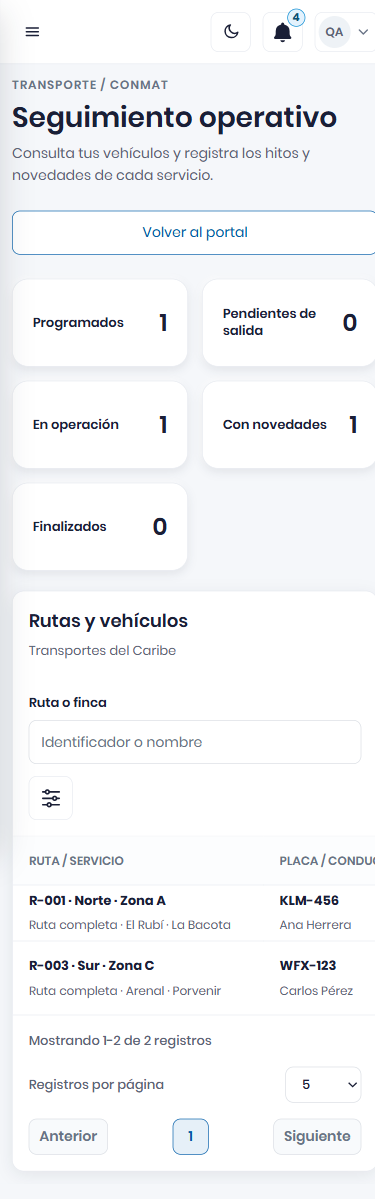 4
QA
TRANSPORTE / CONMAT
Seguimiento operativo
Consulta tus vehículos y registra los hitos y
novedades de cada servicio.
Volver al portal
Programados 1
Pendientes de
salida 0
En operación 1
Con novedades 1
Finalizados 0
Rutas y vehículos
Transportes del Caribe
Ruta o finca
Identificador o nombre
RUTA / SERVICIO PLACA /
R-001 · Norte · Zona A KLM-456
Ruta completa · El Rubí · La Bacota Ana Herrera
R-003 · Sur · Zona C WFX-123
Ruta completa · Arenal · Porvenir Carlos Pérez
Mostrando 1-2 de 2 registros
Registros por página 5
Anterior 1 Siguiente